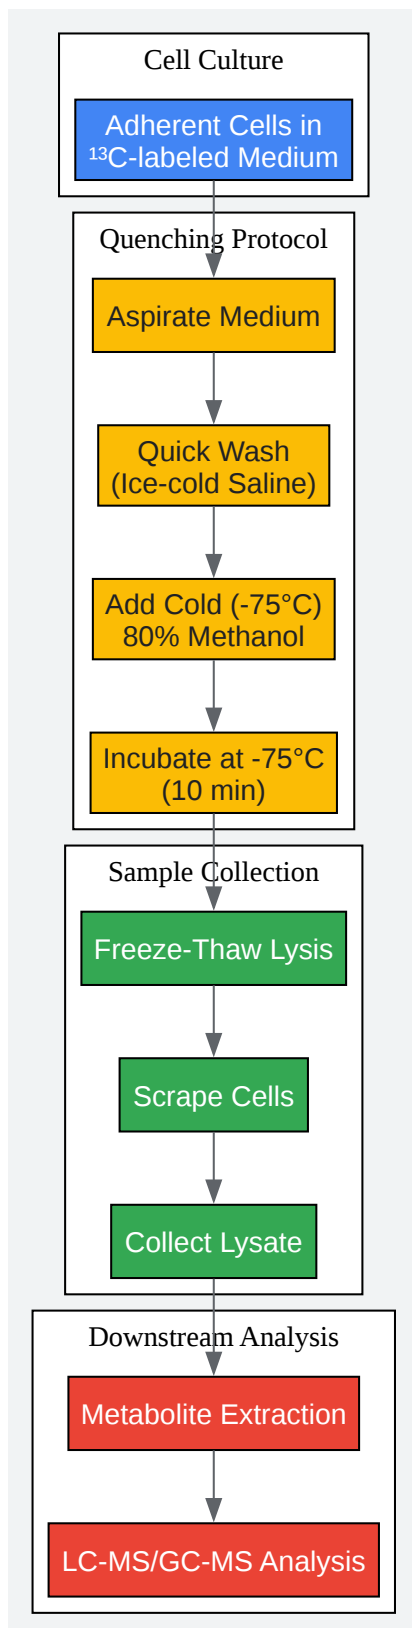 Cell Culture
Adherent Cells in
¹³C-labeled Medium
Quenching Protocol
Aspirate Medium
Quick Wash
(Ice-cold Saline)
Add Cold (-75°C)
80% Methanol
Incubate at -75°C
(10 min)
Sample Collection
Freeze-Thaw Lysis
Scrape Cells
Collect Lysate
Downstream Analysis
Metabolite Extraction
LC-MS/GC-MS Analysis